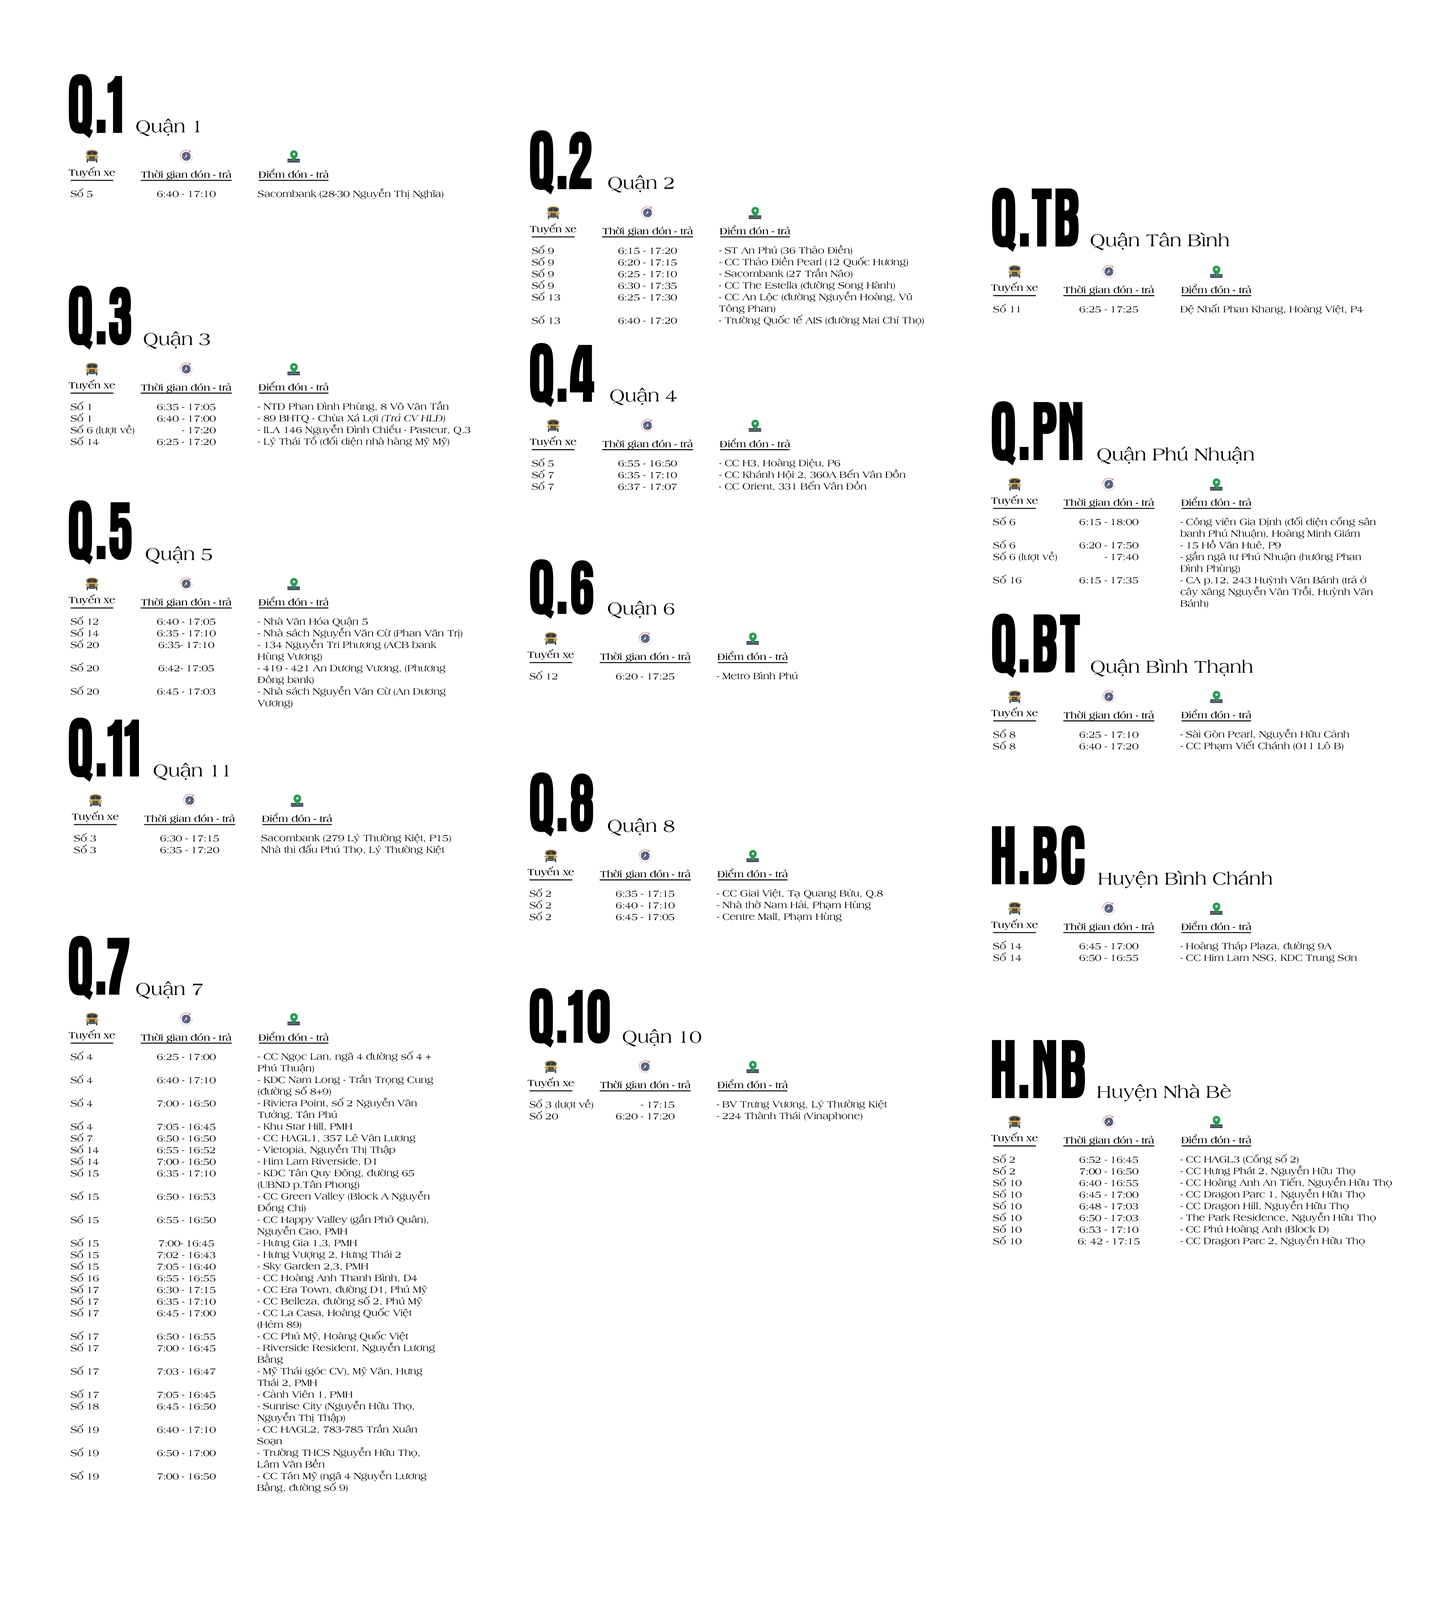 Q.1 Quận 1
Tuyến xe Thời gian đón - trả Điểm đón - trả
Số 5 6:40 - 17:10 Sacombank (28-30 Nguyễn Thị Nghĩa)
Q.3 Quận 3
Tuyến xe Thời gian đón - trả Điểm đón - trả
Số 1 6:35 - 17:05 - NTĐ Phan Đình Phùng, 8 Võ Văn Tần
Số 1 6:40 - 17:00 - 89 BHTQ - Chùa Xá Lợi (Trả CV HLĐ)
Số 6 (lượt về) - 17:20 - ILA 146 Nguyễn Đình Chiểu - Pasteur, Q.3
Số 14 6:25 - 17:20 - Lý Thái Tổ (đối diện nhà hàng Mỹ Mỹ)
Q.5 Quận 5
Tuyến xe Thời gian đón - trả Điểm đón - trả
Số 12 6:40 - 17:05 - Nhà Văn Hóa Quận 5
Số 14 6:35 - 17:10 - Nhà sách Nguyễn Văn Cừ (Phan Văn Trị)
Số 20 6:35- 17:10 - 134 Nguyễn Tri Phương (ACB bank
Hùng Vương)
Số 20 6:42- 17:05 - 419 - 421 An Dương Vương, (Phương
Đông bank)
Số 20 6:45 - 17:03 - Nhà sách Nguyễn Văn Cừ (An Dương
Vương)
Q.11 Quận 11
Tuyến xe Thời gian đón - trả Điểm đón - trả
Số 3 6:30 - 17:15 Sacombank (279 Lý Thường Kiệt, P15)
Số 3 6:35 - 17:20 Nhà thi đấu Phú Thọ, Lý Thường Kiệt
Q.7 Quận 7
Tuyến xe Thời gian đón - trả Điểm đón - trả
Số 4 6:25 - 17:00 - CC Ngọc Lan, ngã 4 đường số 4 +
Phú Thuận)
Số 4 6:40 - 17:10 - KDC Nam Long - Trần Trọng Cung
(đường số 8+9)
Số 4 7:00 - 16:50 - Riviera Point, số 2 Nguyễn Văn
Tưởng, Tân Phú
Số 4 7:05 - 16:45 - Khu Star Hill, PMH
Số 7 6:50 - 16:50 - CC HAGL1, 357 Lê Văn Lương
Số 14 6:55 - 16:52 - Vietopia, Nguyễn Thị Thập
Số 14 7:00 - 16:50 - Him Lam Riverside, D1
Số 15 6:35 - 17:10 - KDC Tân Quy Đông, đường 65
(UBND p.Tân Phong)
Số 15 6:50 - 16:53 - CC Green Valley (Block A Nguyễn
Đổng Chi)
Số 15 6:55 - 16:50 - CC Happy Valley (gần Phở Quân),
Nguyễn Cao, PMH
Số 15 7:00- 16:45 - Hưng Gia 1,3, PMH
Số 15 7:02 - 16:43 - Hưng Vượng 2, Hưng Thái 2
Số 15 7:05 - 16:40 - Sky Garden 2,3, PMH
Số 16 6:55 - 16:55 - CC Hoàng Anh Thanh Bình, D4
Số 17 6:30 - 17:15 - CC Era Town, đường D1, Phú Mỹ
Số 17 6:35 - 17:10 - CC Belleza, đường số 2, Phú Mỹ
Số 17 6:45 - 17:00 - CC La Casa, Hoàng Quốc Việt
(Hẻm 89)
Số 17 6:50 - 16:55 - CC Phú Mỹ, Hoàng Quốc Việt
Số 17 7:00 - 16:45 - Riverside Resident, Nguyễn Lương
Bằng
Số 17 7:03 - 16:47 - Mỹ Thái (góc CV), Mỹ Văn, Hưng
Thái 2, PMH
Số 17 7:05 - 16:45 - Cảnh Viên 1, PMH
Số 18 6:45 - 16:50 - Sunrise City (Nguyễn Hữu Thọ,
Nguyễn Thị Thập)
Số 19 6:40 - 17:10 - CC HAGL2, 783-785 Trần Xuân
Soạn
Số 19 6:50 - 17:00 - Trường THCS Nguyễn Hữu Thọ,
Lâm Văn Bền
Số 19 7:00 - 16:50 - CC Tân Mỹ (ngã 4 Nguyễn Lương
Bằng, đường số 9)
Q.2 Quận 2
Tuyến xe Thời gian đón - trả Điểm đón - trả
Số 9 6:15 - 17:20 - ST An Phú (36 Thảo Điền)
Số 9 6:20 - 17:15 - CC Thảo Điền Pearl (12 Quốc Hương)
Số 9 6:25 - 17:10 - Sacombank (27 Trần Não)
Số 9 6:30 - 17:35 - CC The Estella (đường Song Hành)
Số 13 6:25 - 17:30 - CC An Lộc (đường Nguyễn Hoàng, Vũ
Tông Phan)
Số 13 6:40 - 17:20 - Trường Quốc tế AIS (đường Mai Chí Thọ)
Q.4 Quận 4
Tuyến xe Thời gian đón - trả Điểm đón - trả
Số 5 6:55 - 16:50 - CC H3, Hoàng Diệu, P6
Số 7 6:35 - 17:10 - CC Khánh Hội 2, 360A Bến Vân Đồn
Số 7 6:37 - 17:07 - CC Orient, 331 Bến Vân Đồn
Q.6 Quận 6
Tuyến xe Thời gian đón - trả Điểm đón - trả
Số 12 6:20 - 17:25 - Metro Bình Phú
Q.8 Quận 8
Tuyến xe Thời gian đón - trả Điểm đón - trả
Số 2 6:35 - 17:15 - CC Giai Việt, Tạ Quang Bửu, Q.8
Số 2 6:40 - 17:10 - Nhà thờ Nam Hải, Phạm Hùng
Số 2 6:45 - 17:05 - Centre Mall, Phạm Hùng
Q.10 Quận 10
Tuyến xe Thời gian đón - trả Điểm đón - trả
Số 3 (lượt về) - 17:15 - BV Trưng Vương, Lý Thường Kiệt
Số 20 6:20 - 17:20 - 224 Thành Thái (Vinaphone)
Q.TB Quận Tân Bình
Tuyến xe Thời gian đón - trả Điểm đón - trả
Số 11 6:25 - 17:25 Đệ Nhất Phan Khang, Hoàng Việt, P4
Q.PN Quận Phú Nhuận
Tuyến xe Thời gian đón - trả Điểm đón - trả
Số 6 6:15 - 18:00 - Công viên Gia Định (đối diện cổng sân
banh Phú Nhuận), Hoàng Minh Giám
Số 6 6:20 - 17:50 - 15 Hồ Văn Huê, P9
Số 6 (lượt về) - 17:40 - gần ngã tư Phú Nhuận (hướng Phan
Đình Phùng)
Số 16 6:15 - 17:35 - CA p.12, 243 Huỳnh Văn Bánh (trả ở
cây xăng Nguyễn Văn Trỗi, Huỳnh Văn
Bánh)
Q.BT Quận Bình Thạnh
Tuyến xe Thời gian đón - trả Điểm đón - trả
Số 8 6:25 - 17:10 - Sài Gòn Pearl, Nguyễn Hữu Cảnh
Số 8 6:40 - 17:20 - CC Phạm Viết Chánh (011 Lô B)
H.BC Huyện Bình Chánh
Tuyến xe Thời gian đón - trả Điểm đón - trả
Số 14 6:45 - 17:00 - Hoàng Tháp Plaza, đường 9A
Số 14 6:50 - 16:55 - CC Him Lam NSG, KDC Trung Sơn
H.NB Huyện Nhà Bè
Tuyến xe Thời gian đón - trả Điểm đón - trả
Số 2 6:52 - 16:45 - CC HAGL3 (Cổng số 2)
Số 2 7:00 - 16:50 - CC Hưng Phát 2, Nguyễn Hữu Thọ
Số 10 6:40 - 16:55 - CC Hoàng Anh An Tiến, Nguyễn Hữu Thọ
Số 10 6:45 - 17:00 - CC Dragon Parc 1, Nguyễn Hữu Thọ
Số 10 6:48 - 17:03 - CC Dragon Hill, Nguyễn Hữu Thọ
Số 10 6:50 - 17:03 - The Park Residence, Nguyễn Hữu Thọ
Số 10 6:53 - 17:10 - CC Phú Hoàng Anh (Block D)
Số 10 6: 42 - 17:15 - CC Dragon Parc 2, Nguyễn Hữu Thọ